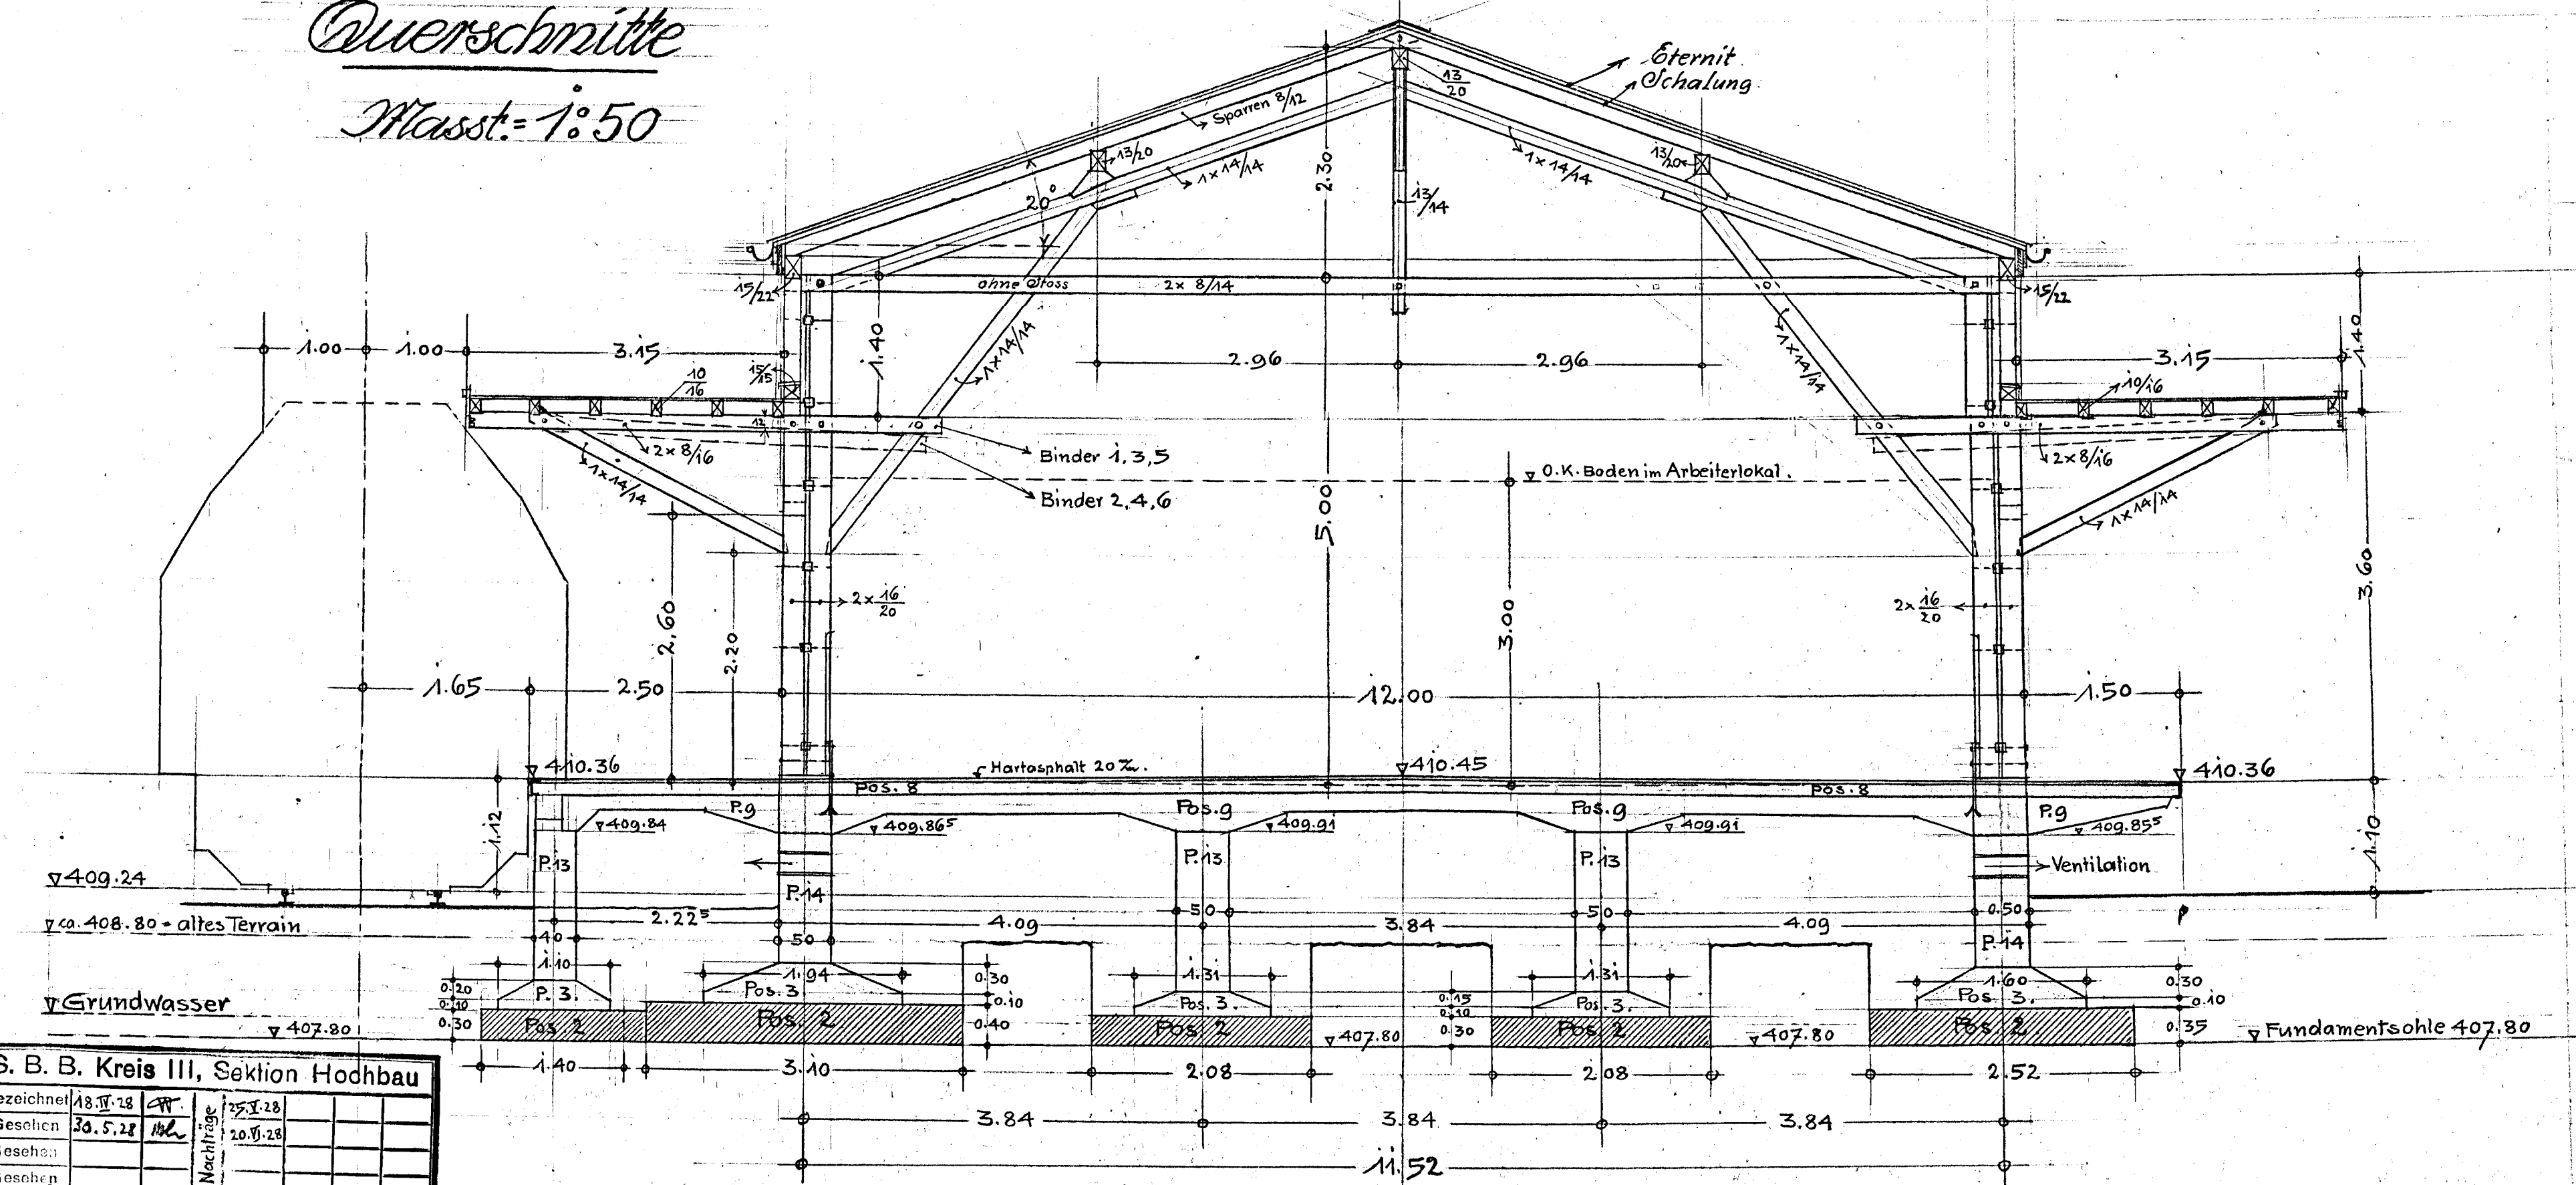 Querschnitte
Masst.= 1:50
Eternit
Schalung
13/20
Sparren 8/12
13/20
1×14/14
20°
2.30
1×14/14
13/20
13/14
15/22
ohne Stoss
2× 8/14
15/22
1.00
1.00
3.15
1.40
1×14/14
2.96
2.96
1×14/14
3.15
1.40
10/16
15/15
10/16
12
2×8/16
1×14/14
Binder 1,3,5
Binder 2,4,6
O.K. Boden im Arbeiterlokal.
2×8/16
1×14/14
5.00
3.00
3.60
2.60
2.20
2×16/20
2×16/20
1.65
2.50
12.00
1.50
410.36
Hartasphalt 20‰.
410.45
410.36
Pos. 8
Pos. 8
P.9
Pos.9
Pos.9
P.9
409.84
409.86⁵
409.91
409.91
409.85⁵
1.12
1.10
P.13
P.13
P.13
Ventilation
409.24
P.14
ca. 408.80 = altes Terrain
2.22⁵
4.09
50
3.84
50
4.09
0.50
40
50
P.14
1.10
1.94
1.31
1.31
1.60
0.20
0.10
0.30
P. 3.
Pos. 3
0.30
0.10
0.40
Pos. 3.
0.15
0.10
0.30
Pos. 3.
Pos. 3.
0.30
0.10
0.35
Grundwasser
407.80
Pos. 2
Pos. 2
Pos. 2
407.80
Pos. 2
407.80
Pos. 2
Fundamentsohle 407.80
1.40
3.10
2.08
2.08
2.52
3.84
3.84
3.84
11.52
S. B. B. Kreis III, Sektion Hochbau
ezeichnet 18.IV.28
Nachträge
25.V.28
Gesehen 30.5.28
20.VI.28
esehen
esehen